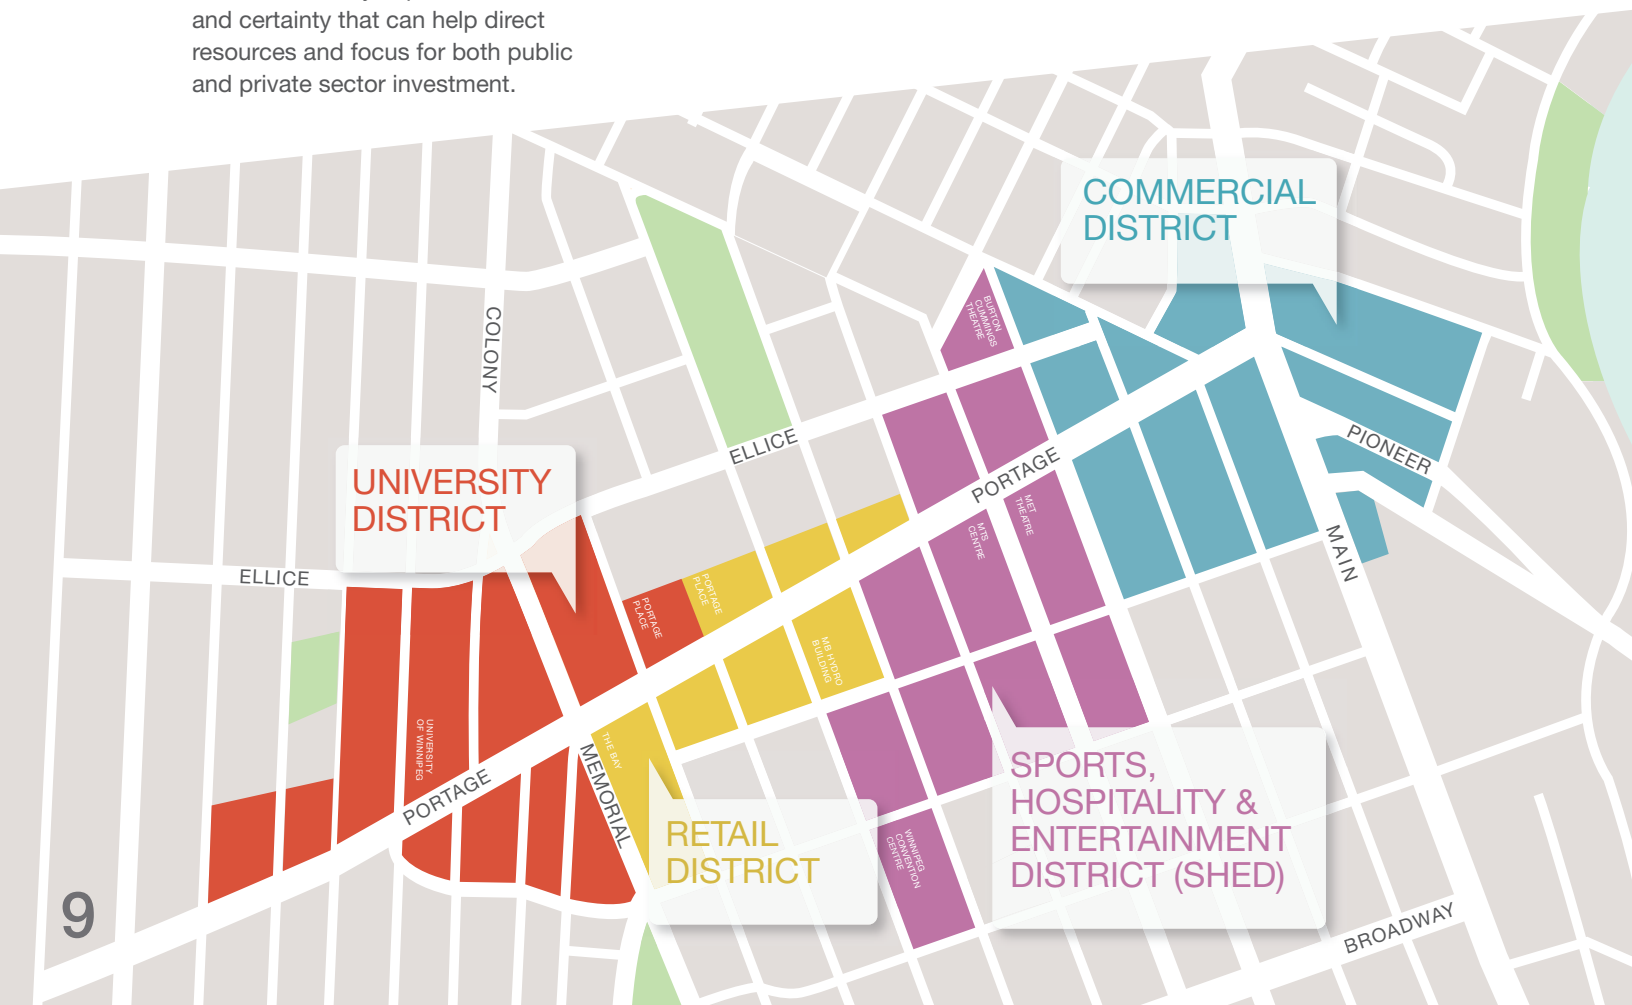 and certainty that can help direct
resources and focus for both public
and private sector investment.
COMMERCIAL
DISTRICT
BURTON
CUMMINGS
THEATRE
COLONY
ELLICE
PIONEER
PORTAGE
UNIVERSITY
DISTRICT
MET
THEATRE
MTS
CENTRE
MAIN
ELLICE
PORTAGE
PLACE
PORTAGE
PLACE
MB HYDRO
BUILDING
UNIVERSITY
OF WINNIPEG
THE BAY
MEMORIAL
PORTAGE
SPORTS,
HOSPITALITY &
ENTERTAINMENT
DISTRICT (SHED)
RETAIL
DISTRICT
WINNIPEG
CONVENTION
CENTRE
BROADWAY
9